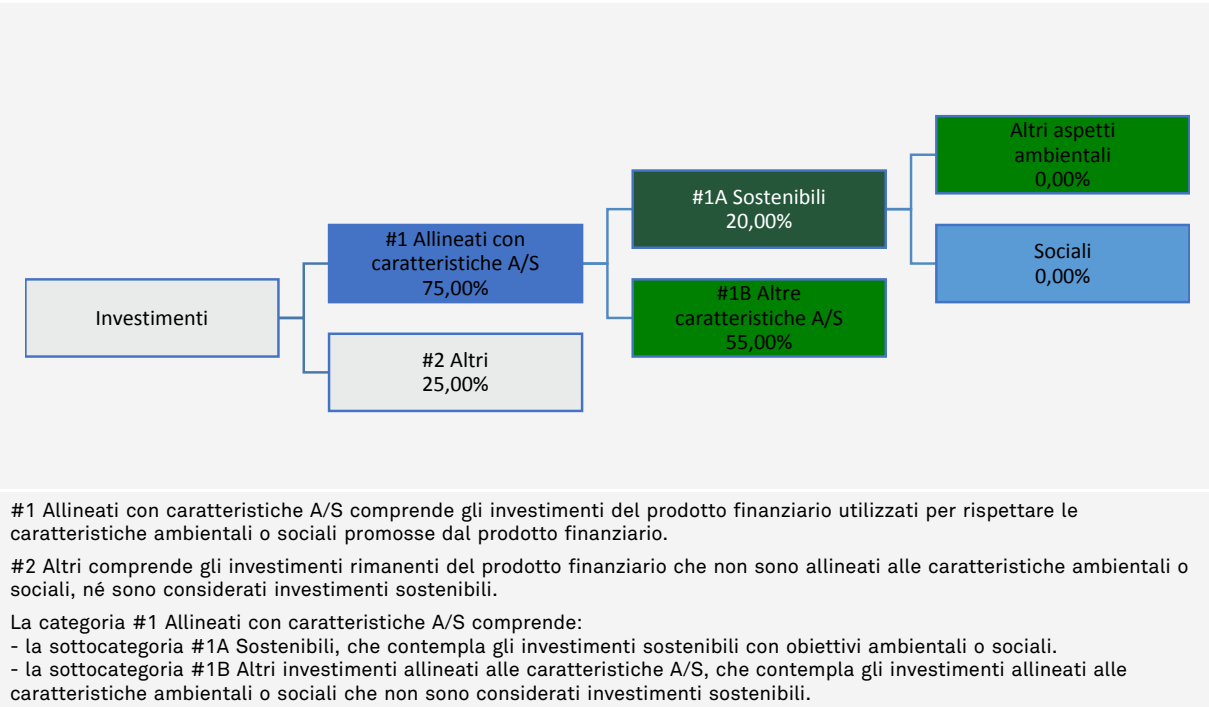 Investimenti
#1 Allineati con
caratteristiche A/S
75,00%
#2 Altri
25,00%
#1A Sostenibili
20,00%
#1B Altre
caratteristiche A/S
55,00%
Altri aspetti
ambientali
0,00%
Sociali
0,00%
#1 Allineati con caratteristiche A/S comprende gli investimenti del prodotto finanziario utilizzati per rispettare le
caratteristiche ambientali o sociali promosse dal prodotto finanziario.
#2 Altri comprende gli investimenti rimanenti del prodotto finanziario che non sono allineati alle caratteristiche ambientali o
sociali, né sono considerati investimenti sostenibili.
La categoria #1 Allineati con caratteristiche A/S comprende:
- la sottocategoria #1A Sostenibili, che contempla gli investimenti sostenibili con obiettivi ambientali o sociali.
- la sottocategoria #1B Altri investimenti allineati alle caratteristiche A/S, che contempla gli investimenti allineati alle
caratteristiche ambientali o sociali che non sono considerati investimenti sostenibili.